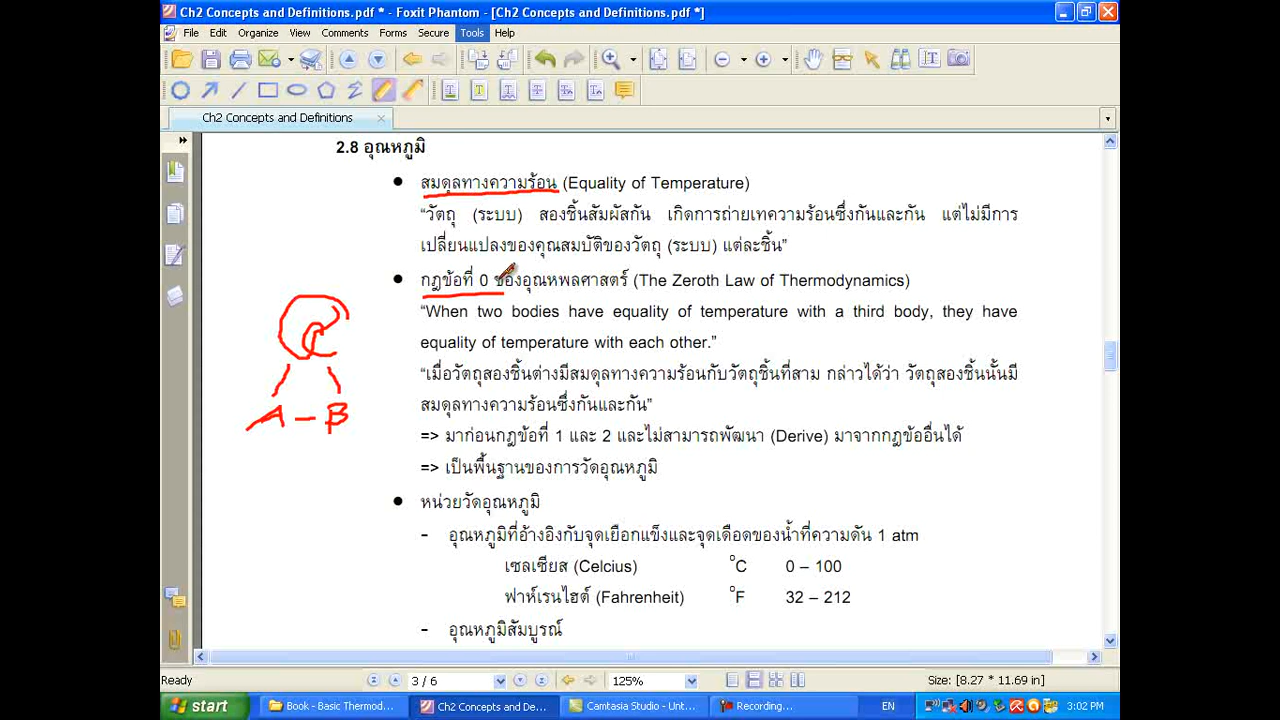 Ch2 Concepts and Definitions.pdf * - Foxit Phantom - [Ch2 Concepts and Definitions.pdf *]
File Edit Organize View Comments Forms Secure Tools Help
Ch2 Concepts and Definitions
2.8 อุณหภูมิ
• สมดุลทางความร้อน (Equality of Temperature)
“วัตถุ (ระบบ) สองชิ้นสัมผัสกัน เกิดการถ่ายเทความร้อนซึ่งกันและกัน แต่ไม่มีการ
เปลี่ยนแปลงของคุณสมบัติของวัตถุ (ระบบ) แต่ละชิ้น”
• กฎข้อที่ 0 ของอุณหพลศาสตร์ (The Zeroth Law of Thermodynamics)
“When two bodies have equality of temperature with a third body, they have
equality of temperature with each other.”
“เมื่อวัตถุสองชิ้นต่างมีสมดุลทางความร้อนกับวัตถุชิ้นที่สาม กล่าวได้ว่า วัตถุสองชิ้นนั้นมี
สมดุลทางความร้อนซึ่งกันและกัน”
=> มาก่อนกฎข้อที่ 1 และ 2 และไม่สามารถพัฒนา (Derive) มาจากกฎข้ออื่นได้
=> เป็นพื้นฐานของการวัดอุณหภูมิ
C
A – B
• หน่วยวัดอุณหภูมิ
- อุณหภูมิที่อ้างอิงกับจุดเยือกแข็งและจุดเดือดของน้ำที่ความดัน 1 atm
เซลเซียส (Celcius) °C 0 – 100
ฟาห์เรนไฮต์ (Fahrenheit) °F 32 – 212
- อุณหภูมิสัมบูรณ์
Ready 3 / 6 125% Size: [8.27 * 11.69 in]
start Book - Basic Thermod... Ch2 Concepts and De... Camtasia Studio - Unt... Recording... EN 3:02 PM